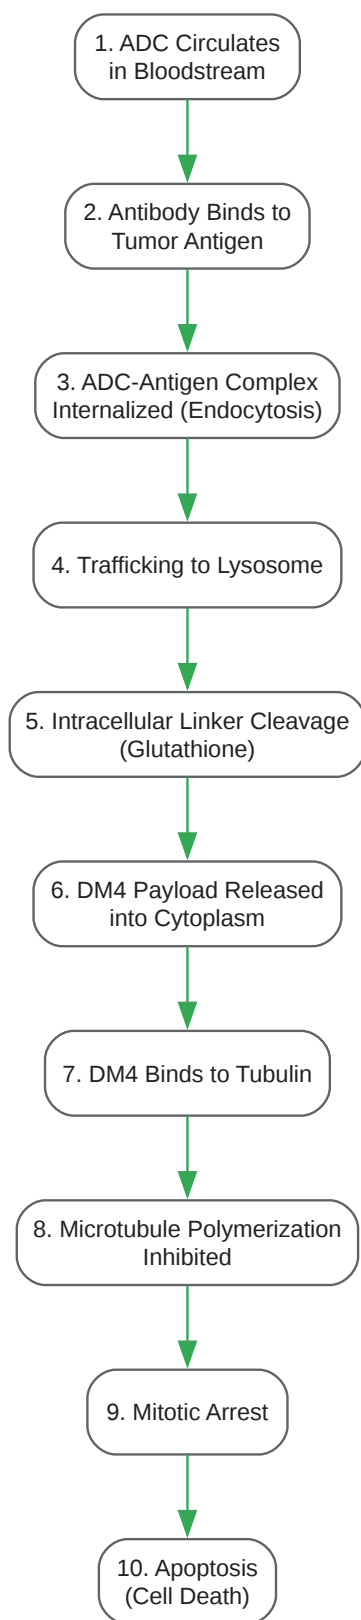 1. ADC Circulates
in Bloodstream
2. Antibody Binds to
Tumor Antigen
3. ADC-Antigen Complex
Internalized (Endocytosis)
4. Trafficking to Lysosome
5. Intracellular Linker Cleavage
(Glutathione)
6. DM4 Payload Released
into Cytoplasm
7. DM4 Binds to Tubulin
8. Microtubule Polymerization
Inhibited
9. Mitotic Arrest
10. Apoptosis
(Cell Death)